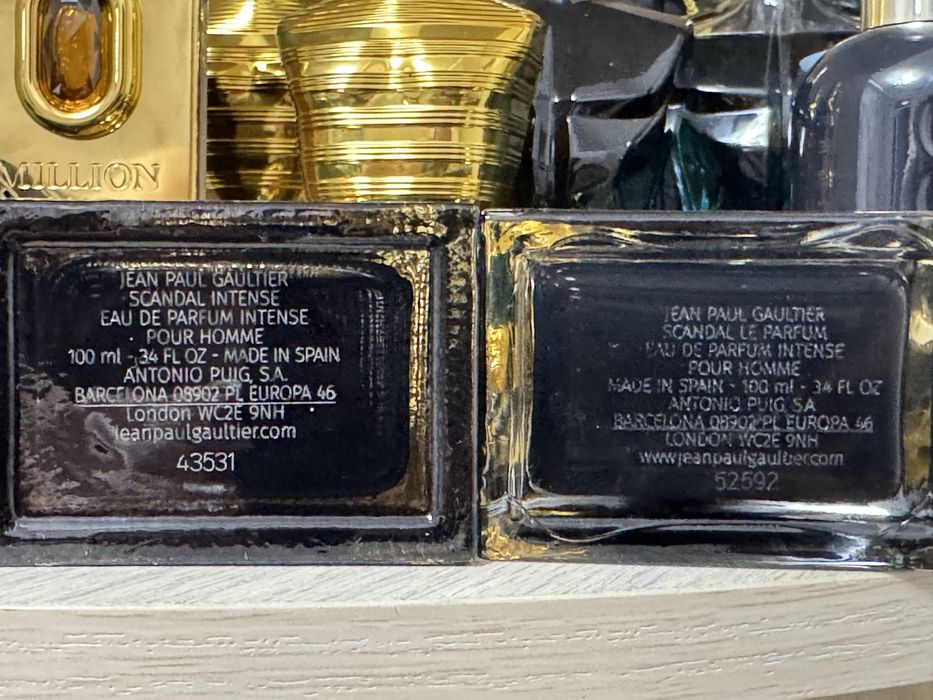 MILLION
JEAN PAUL GAULTIER
SCANDAL INTENSE
EAU DE PARFUM INTENSE
POUR HOMME
100 ml - 34 FL OZ - MADE IN SPAIN
ANTONIO PUIG, S.A.
BARCELONA 08902 PL EUROPA 46
London WC2E 9NH
jeanpaulgaultier.com
43531
JEAN PAUL GAULTIER
SCANDAL LE PARFUM
EAU DE PARFUM INTENSE
POUR HOMME
MADE IN SPAIN - 100 ml - 34 FL OZ
ANTONIO PUIG, S.A
BARCELONA 08902 PL EUROPA 46
LONDON WC2E 9NH
www.jeanpaulgaultier.com
52592